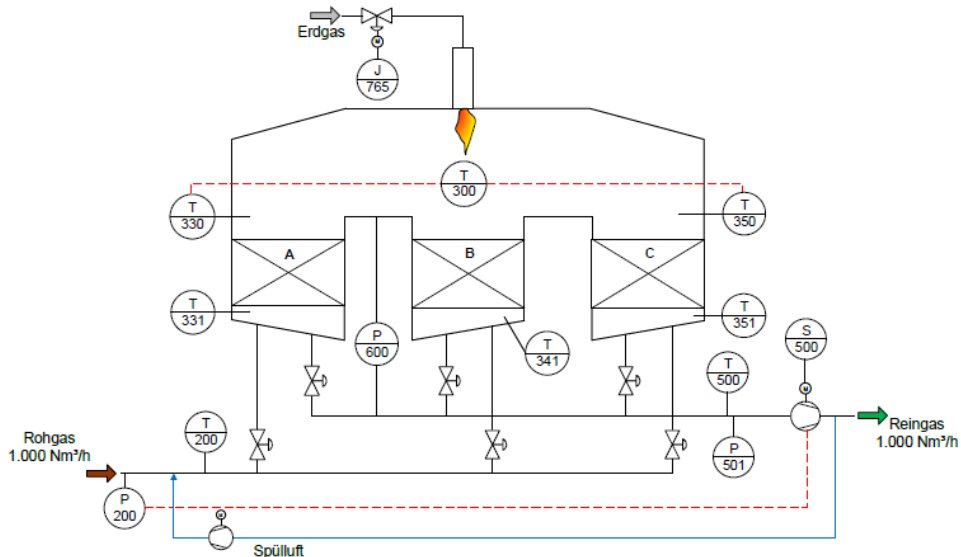 Erdgas
M
J
765
T
300
T
330
T
350
A
B
C
T
331
T
351
P
600
T
341
S
500
M
T
500
Rohgas
1.000 Nm³/h
T
200
Reingas
1.000 Nm³/h
P
501
P
200
M
Spülluft